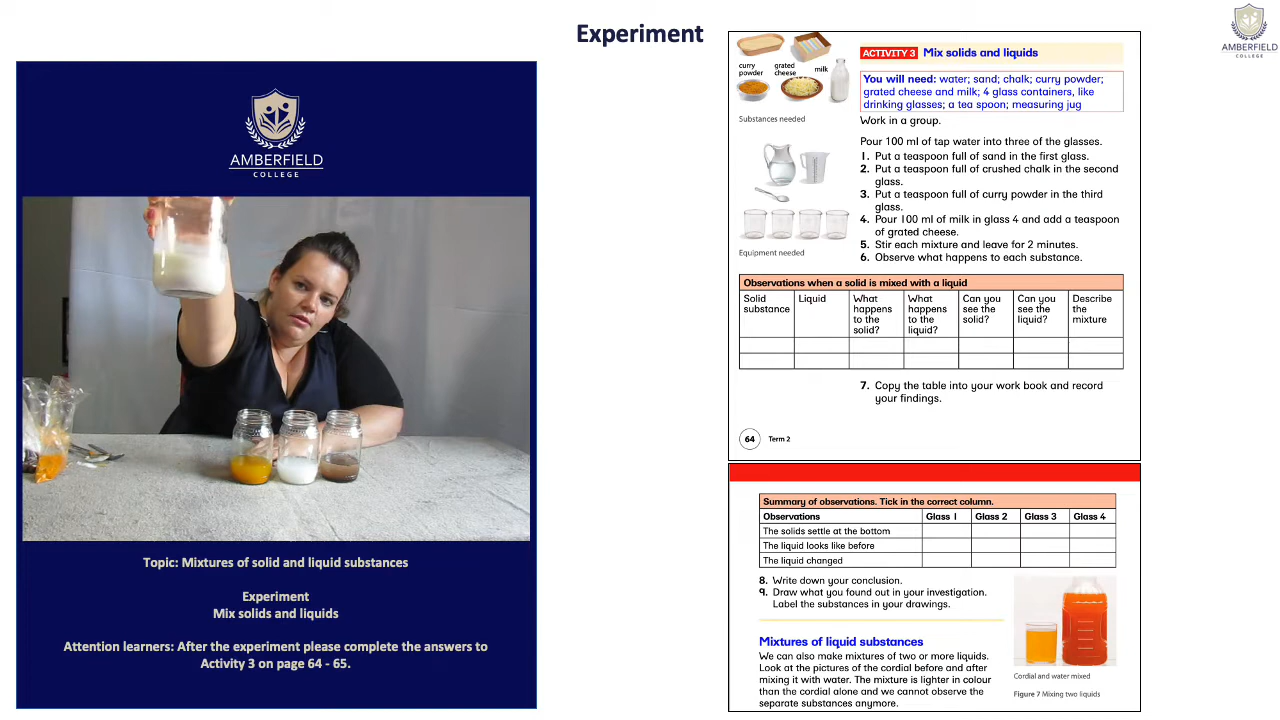 Experiment
AMBERFIELD
COLLEGE
AMBERFIELD
COLLEGE
Topic: Mixtures of solid and liquid substances
Experiment
Mix solids and liquids
Attention learners: After the experiment please complete the answers to
Activity 3 on page 64 - 65.
curry
powder
grated
cheese
milk
Substances needed
Equipment needed
ACTIVITY 3 Mix solids and liquids
You will need: water; sand; chalk; curry powder;
grated cheese and milk; 4 glass containers, like
drinking glasses; a tea spoon; measuring jug
Work in a group.
Pour 100 ml of tap water into three of the glasses.
1. Put a teaspoon full of sand in the first glass.
2. Put a teaspoon full of crushed chalk in the second
glass.
3. Put a teaspoon full of curry powder in the third
glass.
4. Pour 100 ml of milk in glass 4 and add a teaspoon
of grated cheese.
5. Stir each mixture and leave for 2 minutes.
6. Observe what happens to each substance.
Observations when a solid is mixed with a liquid
Solid
substance
Liquid
What
happens
to the
solid?
What
happens
to the
liquid?
Can you
see the
solid?
Can you
see the
liquid?
Describe
the
mixture
7. Copy the table into your work book and record
your findings.
64 Term 2
Summary of observations. Tick in the correct column.
Observations Glass 1 Glass 2 Glass 3 Glass 4
The solids settle at the bottom
The liquid looks like before
The liquid changed
8. Write down your conclusion.
9. Draw what you found out in your investigation.
Label the substances in your drawings.
Mixtures of liquid substances
We can also make mixtures of two or more liquids.
Look at the pictures of the cordial before and after
mixing it with water. The mixture is lighter in colour
than the cordial alone and we cannot observe the
separate substances anymore.
Cordial and water mixed
Figure 7 Mixing two liquids